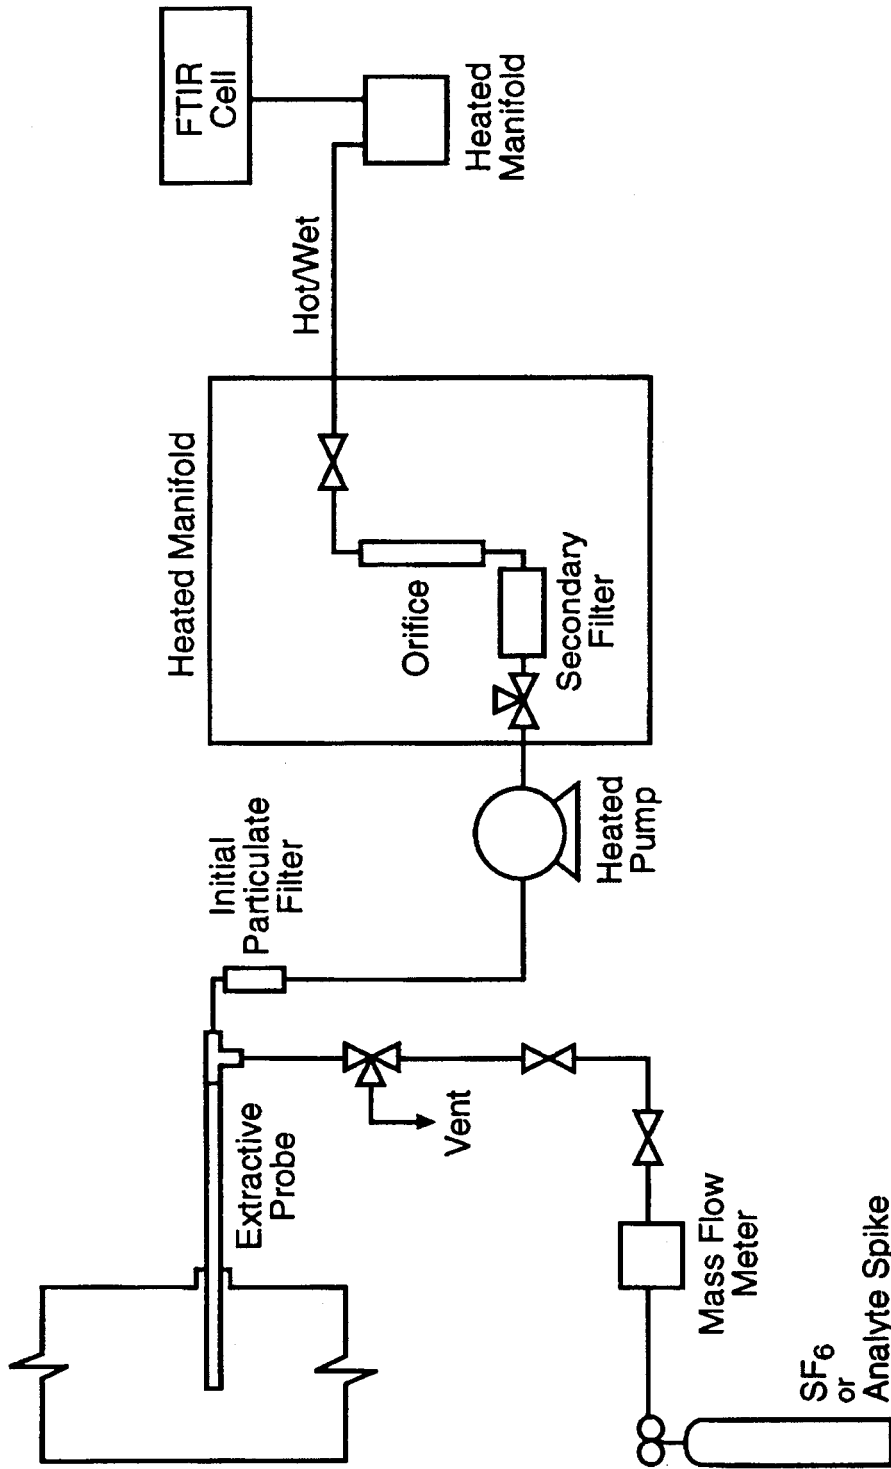 FTIR
Cell
Heated
Manifold
Hot/Wet
Heated Manifold
Orifice
Secondary
Filter
Heated
Pump
Initial
Particulate
Filter
Extractive
Probe
Vent
Mass Flow
Meter
SF6
or
Analyte Spike